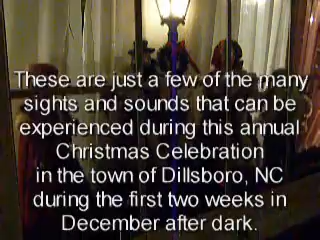 These are just a few of the many
sights and sounds that can be
experienced during this annual
Christmas Celebration
in the town of Dillsboro, NC
during the first two weeks in
December after dark.